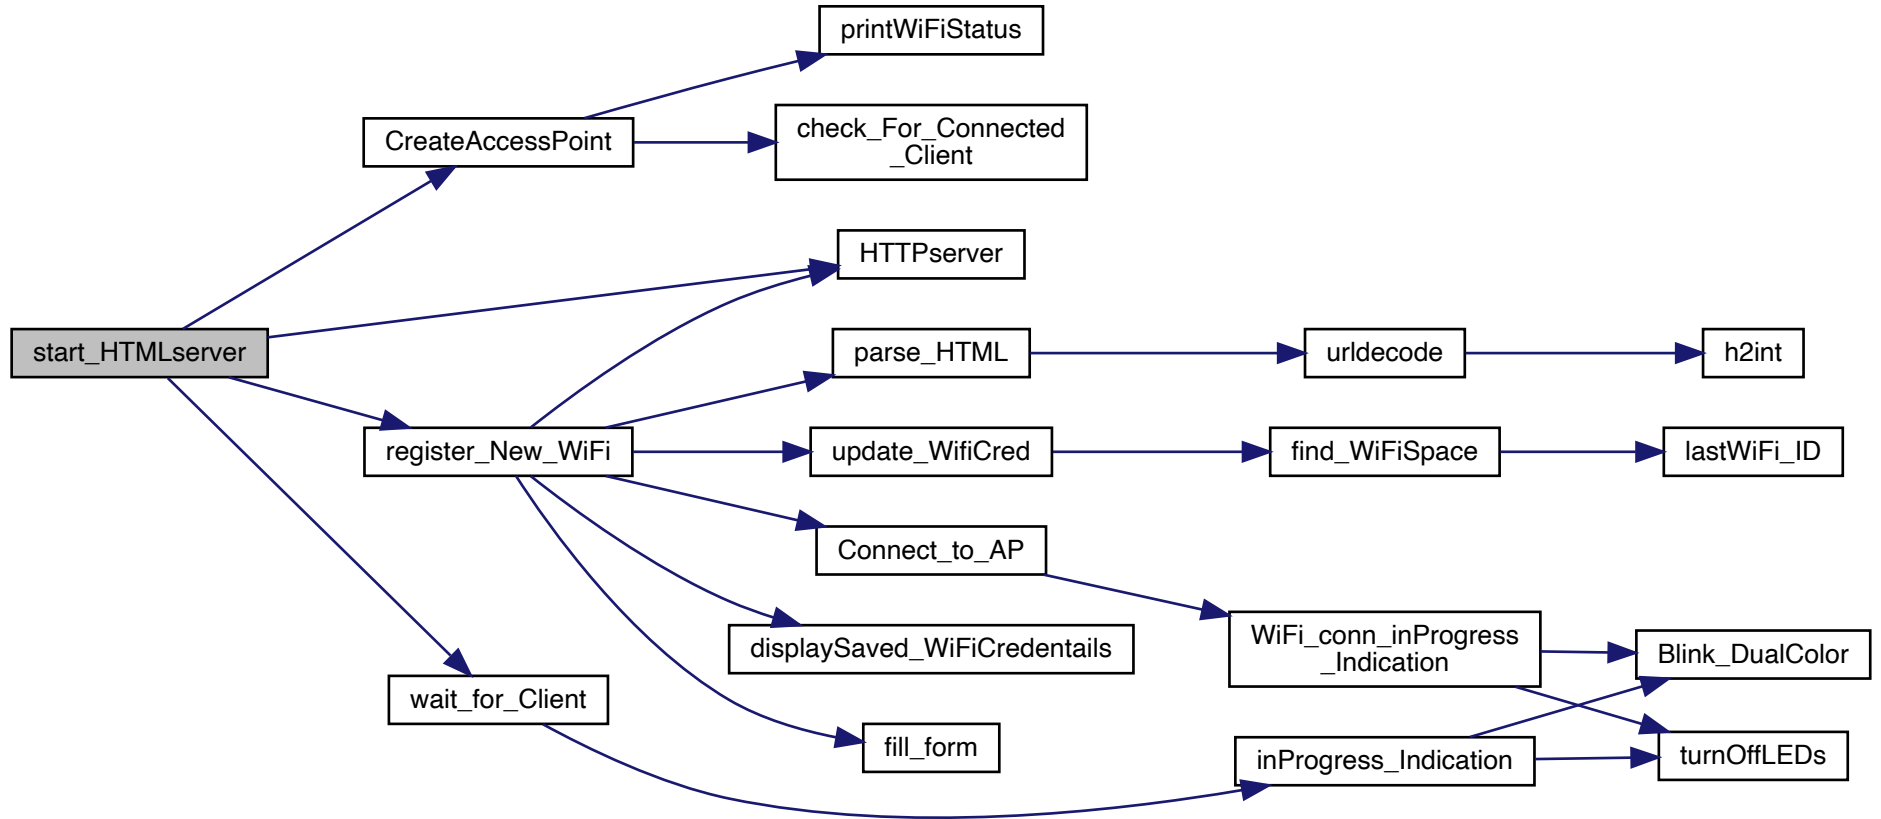 printWiFiStatus
CreateAccessPoint
check_For_Connected
_Client
HTTPserver
start_HTMLserver
parse_HTML
urldecode
h2int
register_New_WiFi
update_WifiCred
find_WiFiSpace
lastWiFi_ID
Connect_to_AP
WiFi_conn_inProgress
_Indication
displaySaved_WiFiCredentails
Blink_DualColor
wait_for_Client
fill_form
inProgress_Indication
turnOffLEDs